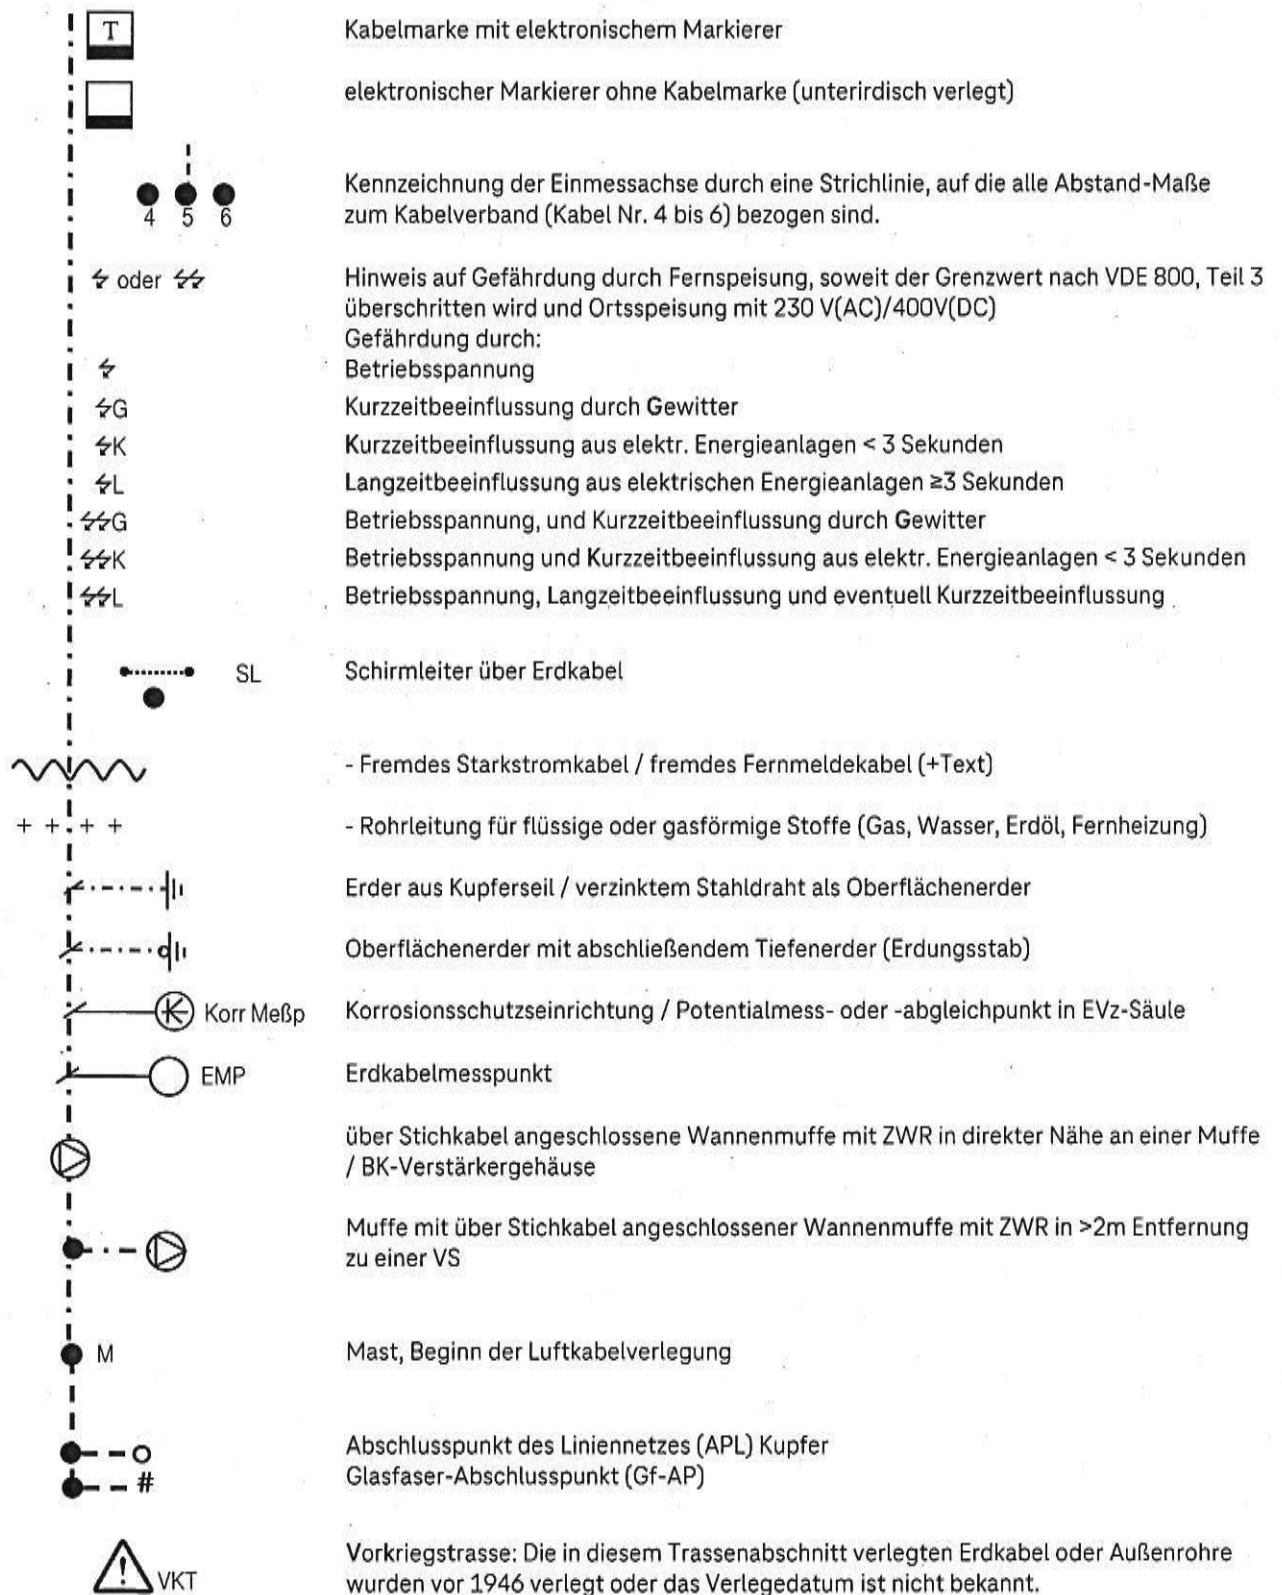 T Kabelmarke mit elektronischem Markierer
elektronischer Markierer ohne Kabelmarke (unterirdisch verlegt)
Kennzeichnung der Einmessachse durch eine Strichlinie, auf die alle Abstand-Maße
4 5 6 zum Kabelverband (Kabel Nr. 4 bis 6) bezogen sind.
oder Hinweis auf Gefährdung durch Fernspeisung, soweit der Grenzwert nach VDE 800, Teil 3
überschritten wird und Ortsspeisung mit 230 V(AC)/400V(DC)
Gefährdung durch:
Betriebsspannung
G Kurzzeitbeeinflussung durch Gewitter
K Kurzzeitbeeinflussung aus elektr. Energieanlagen < 3 Sekunden
L Langzeitbeeinflussung aus elektrischen Energieanlagen ≥3 Sekunden
G Betriebsspannung, und Kurzzeitbeeinflussung durch Gewitter
K Betriebsspannung und Kurzzeitbeeinflussung aus elektr. Energieanlagen < 3 Sekunden
L Betriebsspannung, Langzeitbeeinflussung und eventuell Kurzzeitbeeinflussung
SL Schirmleiter über Erdkabel
- Fremdes Starkstromkabel / fremdes Fernmeldekabel (+Text)
+ + + + - Rohrleitung für flüssige oder gasförmige Stoffe (Gas, Wasser, Erdöl, Fernheizung)
Erder aus Kupferseil / verzinktem Stahldraht als Oberflächenerder
Oberflächenerder mit abschließendem Tiefenerder (Erdungsstab)
K Korr Meßp Korrosionsschutzeinrichtung / Potentialmess- oder -abgleichpunkt in EVz-Säule
EMP Erdkabelmesspunkt
über Stichkabel angeschlossene Wannenmuffe mit ZWR in direkter Nähe an einer Muffe
/ BK-Verstärkergehäuse
Muffe mit über Stichkabel angeschlossener Wannenmuffe mit ZWR in >2m Entfernung
zu einer VS
M Mast, Beginn der Luftkabelverlegung
Abschlusspunkt des Liniennetzes (APL) Kupfer
# Glasfaser-Abschlusspunkt (Gf-AP)
! VKT Vorkriegstrasse: Die in diesem Trassenabschnitt verlegten Erdkabel oder Außenrohre
wurden vor 1946 verlegt oder das Verlegedatum ist nicht bekannt.